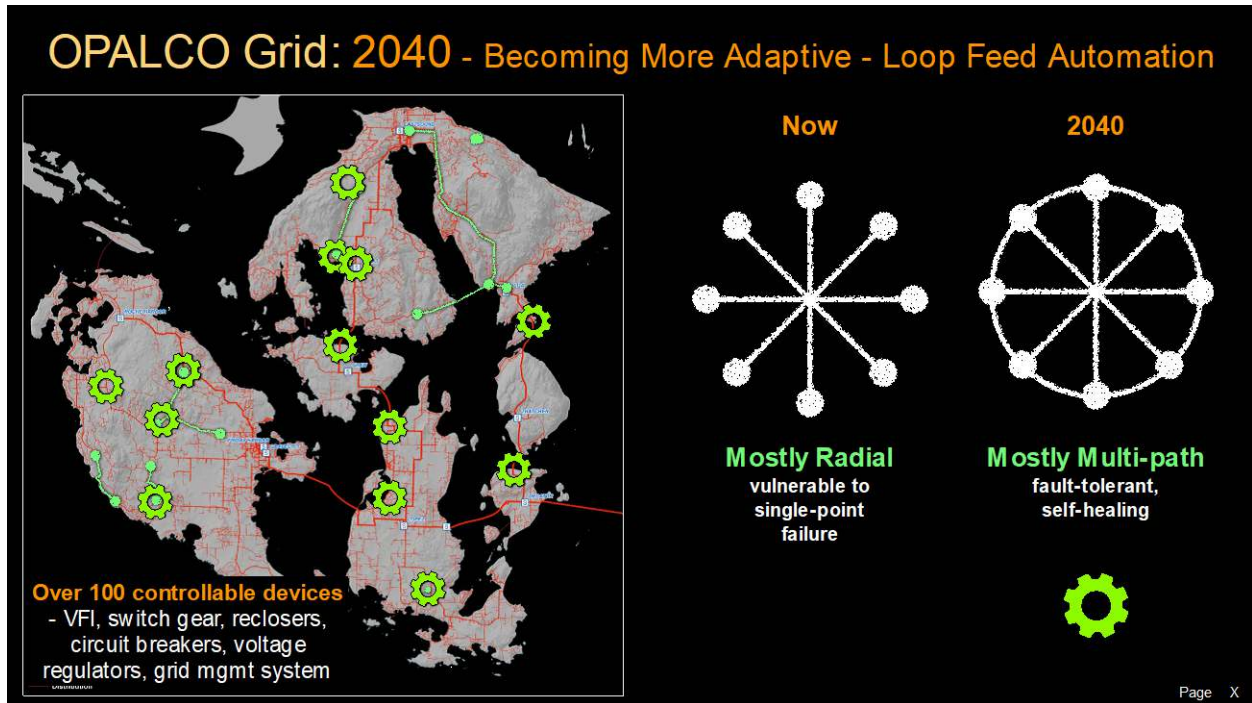 OPALCO Grid: 2040 - Becoming More Adaptive - Loop Feed Automation
Now
2040
Mostly Radial
vulnerable to
single-point
failure
Mostly Multi-path
fault-tolerant,
self-healing
Over 100 controllable devices
- VFI, switch gear, reclosers,
circuit breakers, voltage
regulators, grid mgmt system
Distribution
Page X